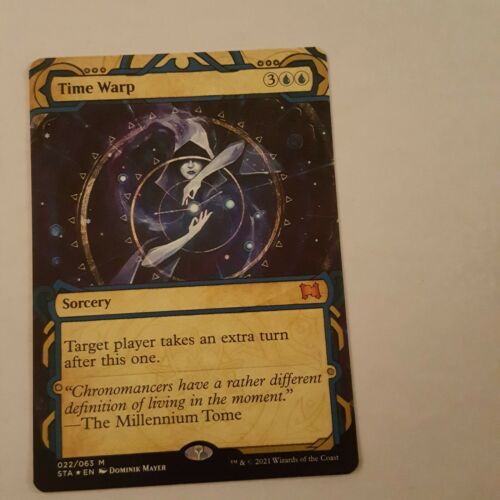 Time Warp 3
Sorcery
Target player takes an extra turn
after this one.
“Chronomancers have a rather different
definition of living in the moment.”
—The Millennium Tome
022/063 M
STA ★ EN DOMINIK MAYER
™ & © 2021 Wizards of the Coast